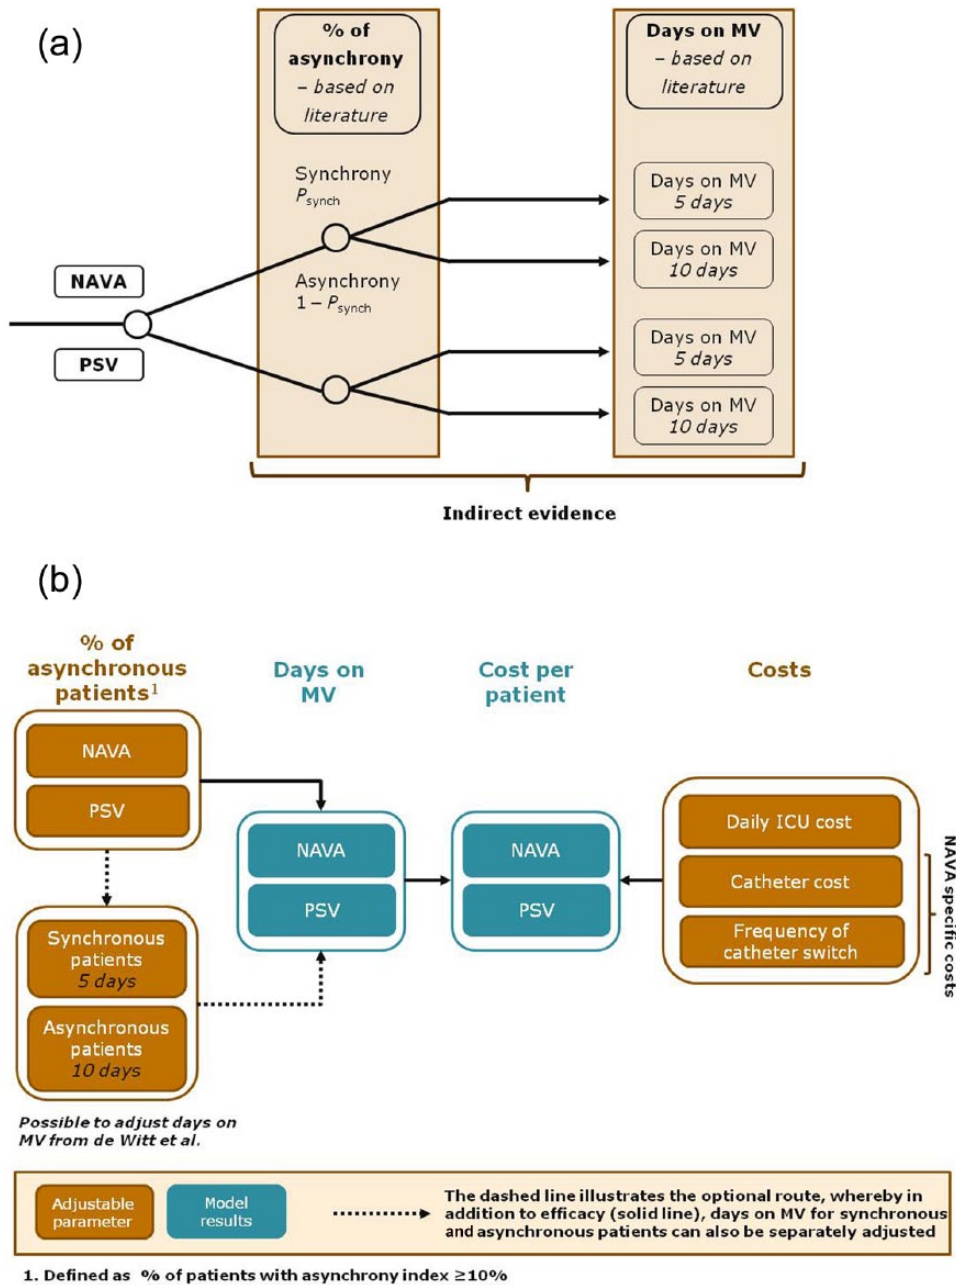 (a)
% of
asynchrony
– based on
literature
Days on MV
– based on
literature
Synchrony
Psynch
Days on MV
5 days
Days on MV
10 days
NAVA
Asynchrony
1 – Psynch
PSV
Days on MV
5 days
Days on MV
10 days
Indirect evidence
(b)
% of
asynchronous
patients1
NAVA
PSV
Synchronous
patients
5 days
Asynchronous
patients
10 days
Possible to adjust days on
MV from de Witt et al.
Days on
MV
NAVA
PSV
Cost per
patient
NAVA
PSV
Costs
Daily ICU cost
Catheter cost
Frequency of
catheter switch
NAVA specific costs
Adjustable
parameter
Model
results
The dashed line illustrates the optional route, whereby in
addition to efficacy (solid line), days on MV for synchronous
and asynchronous patients can also be separately adjusted
1. Defined as % of patients with asynchrony index ≥10%